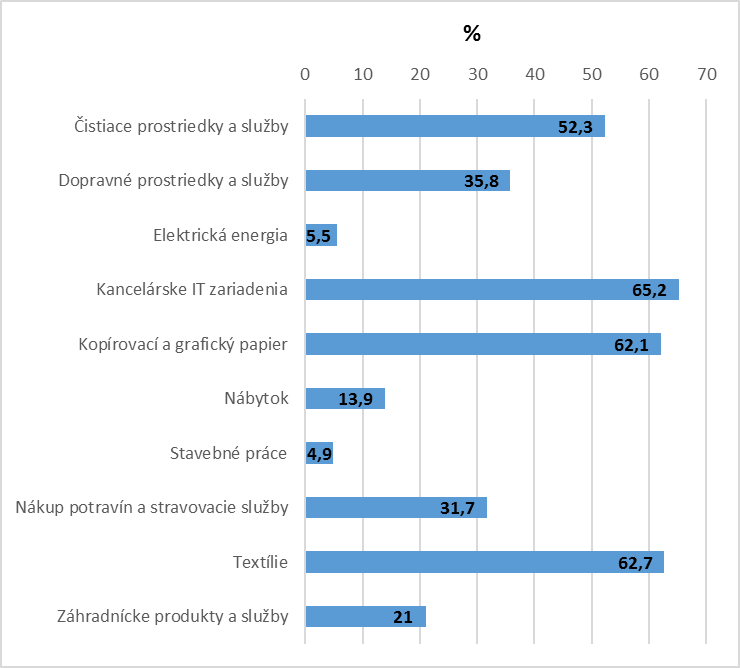 %
0 10 20 30 40 50 60 70
Čistiace prostriedky a služby 52,3
Dopravné prostriedky a služby 35,8
Elektrická energia 5,5
Kancelárske IT zariadenia 65,2
Kopírovací a grafický papier 62,1
Nábytok 13,9
Stavebné práce 4,9
Nákup potravín a stravovacie služby 31,7
Textílie 62,7
Záhradnícke produkty a služby 21